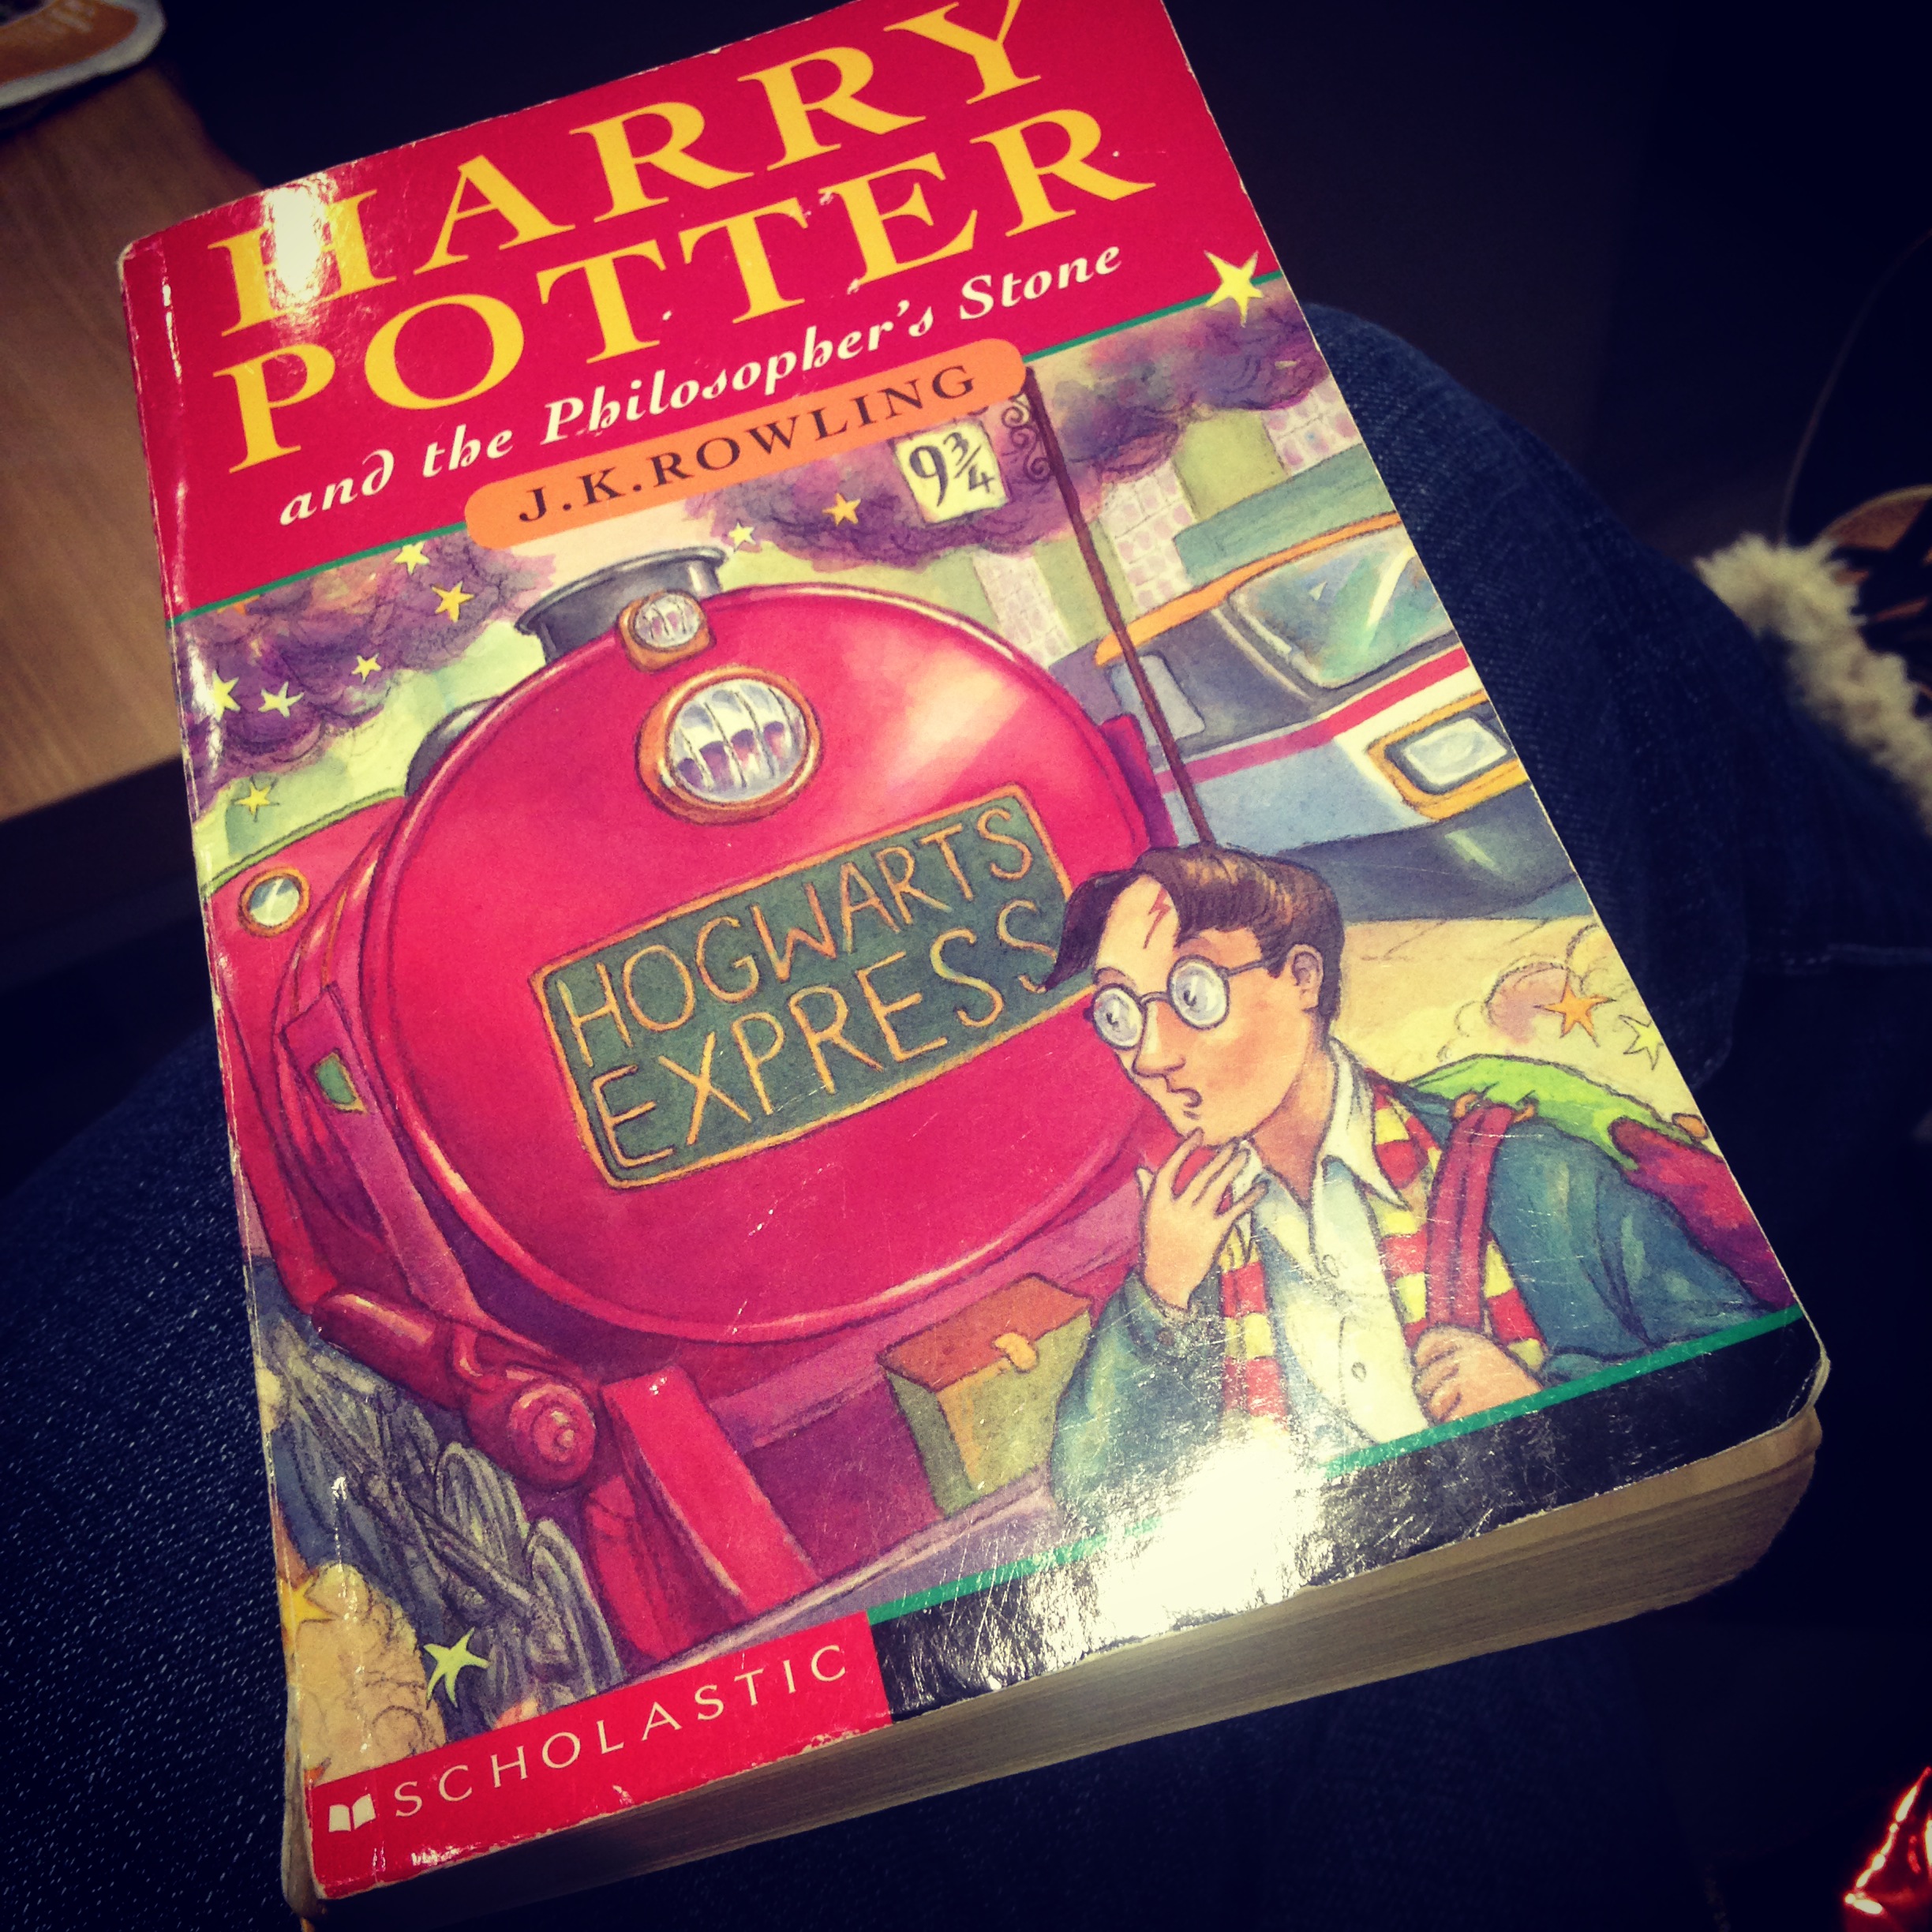 HARRY
POTTER
and the Philosopher's Stone
J.K.ROWLING
9¾
HOGWARTS
EXPRESS
SCHOLASTIC